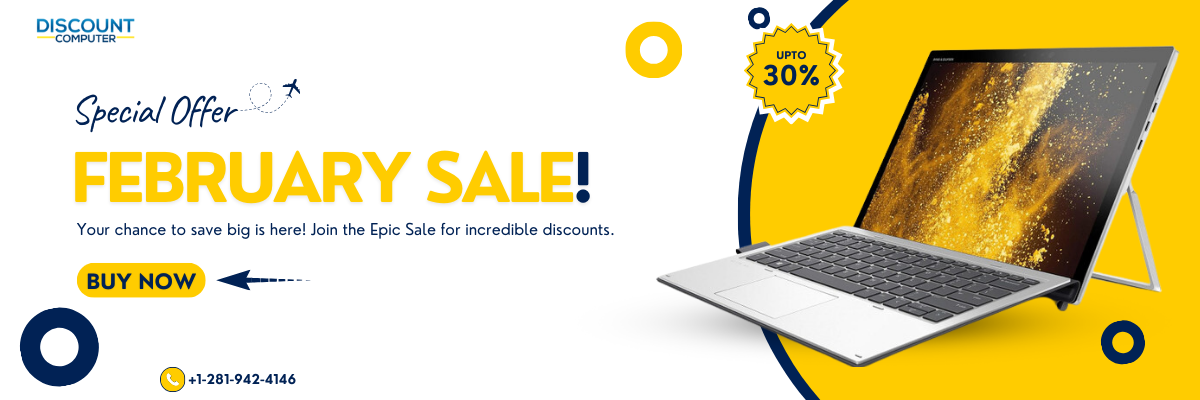 DISCOUNT
COMPUTER
UPTO
30%
Special Offer
FEBRUARY SALE!
Your chance to save big is here! Join the Epic Sale for incredible discounts.
BUY NOW
+1-281-942-4146